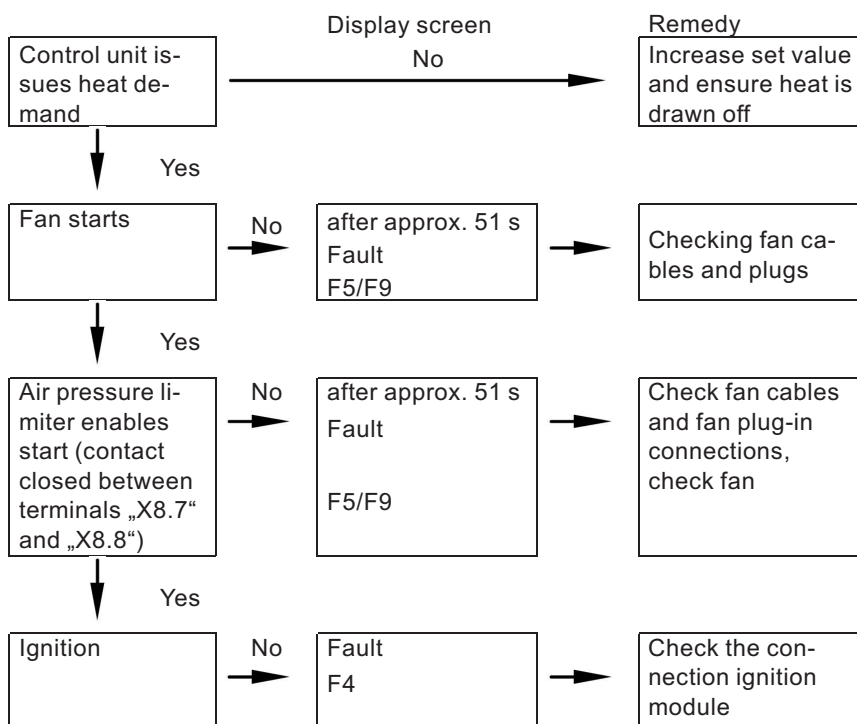 Display screen
Remedy
Control unit is-
sues heat de-
mand
No
Increase set value
and ensure heat is
drawn off
Yes
Fan starts
No
after approx. 51 s
Fault
F5/F9
Checking fan ca-
bles and plugs
Yes
Air pressure li-
miter enables
start (contact
closed between
terminals „X8.7“
and „X8.8“)
No
after approx. 51 s
Fault
F5/F9
Check fan cables
and fan plug-in
connections,
check fan
Yes
Ignition
No
Fault
F4
Check the con-
nection ignition
module